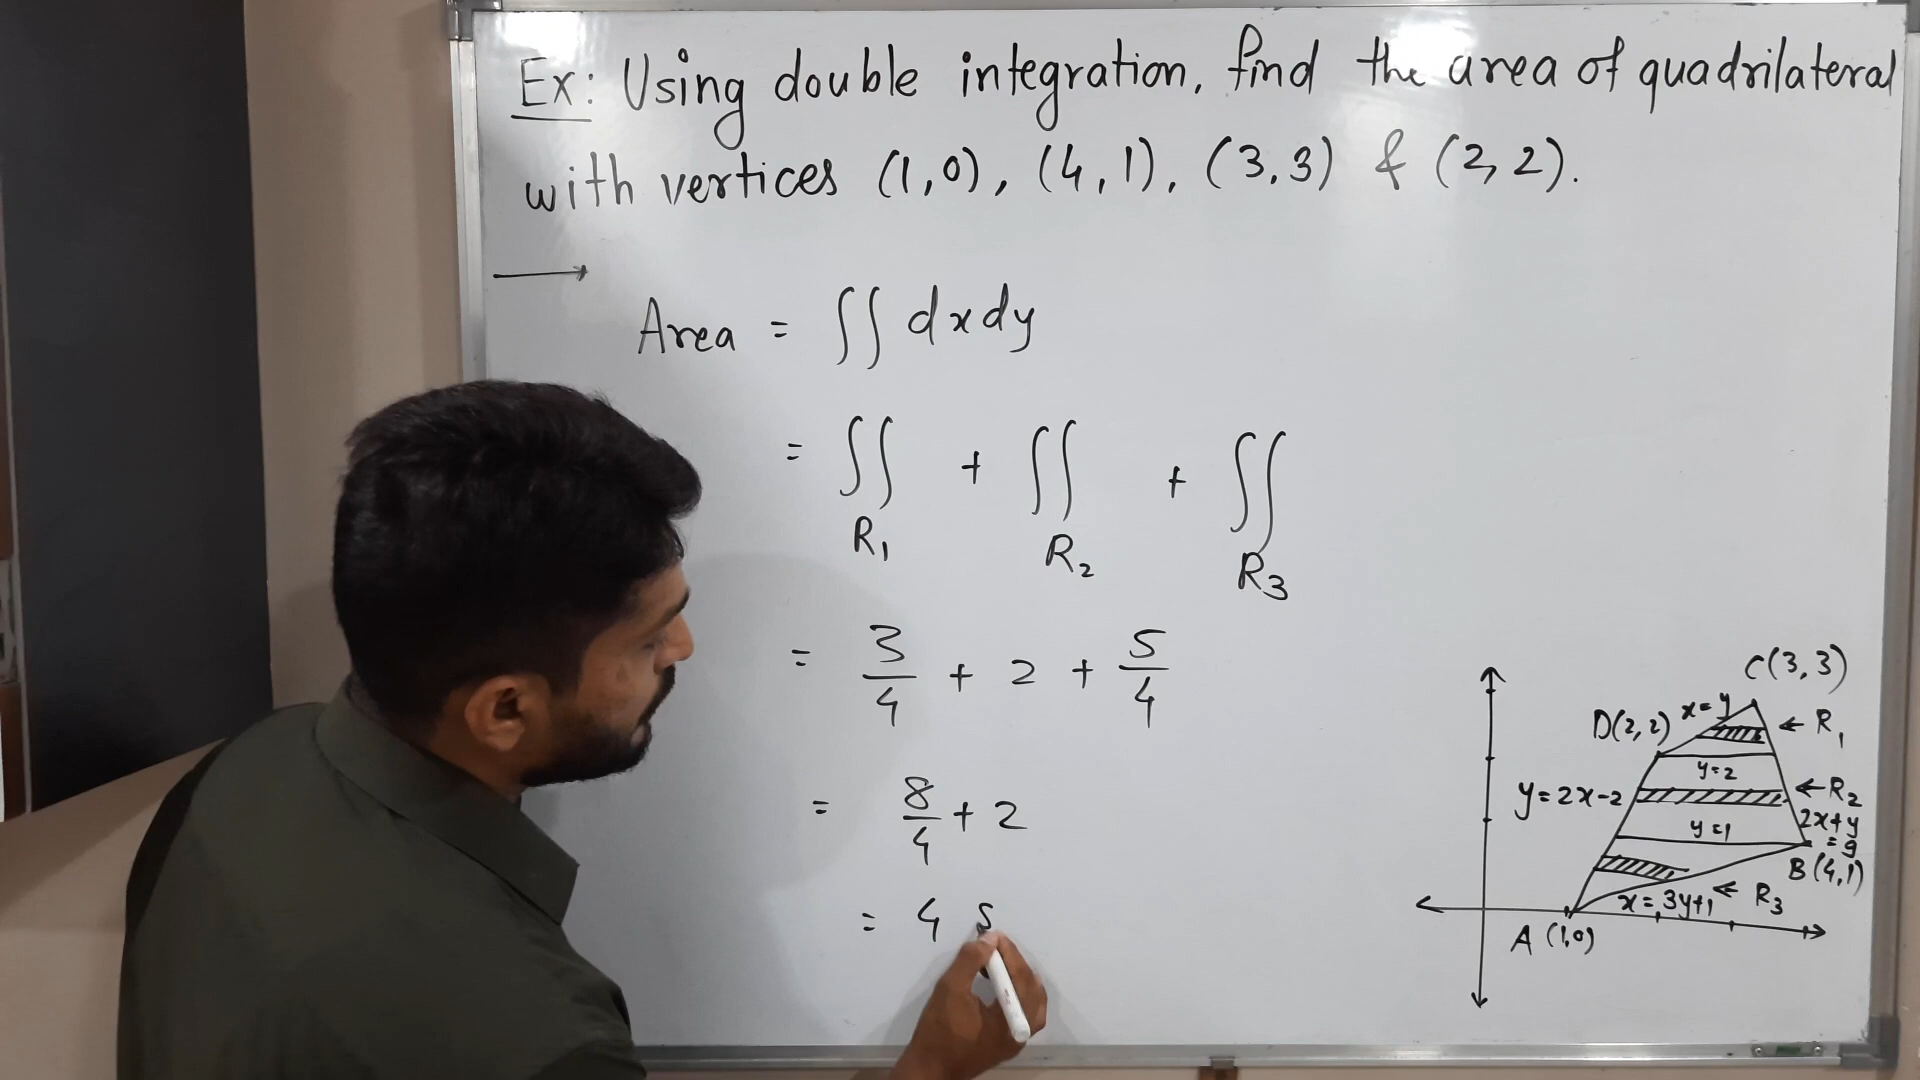 Ex: Using double integration, find the area of quadrilateral
with vertices (1,0), (4,1), (3,3) & (2,2).
Area = ∬ dxdy
= ∬ + ∬ + ∬
R₁ R₂ R₃
= 3/4 + 2 + 5/4
= 8/4 + 2
= 4 s
C(3,3)
D(2,2) x=y ← R₁
y=2
y=2x-2 ← R₂
2x+y
y=1
=9
B(4,1)
x=3y+1 ← R₃
A(1,0)